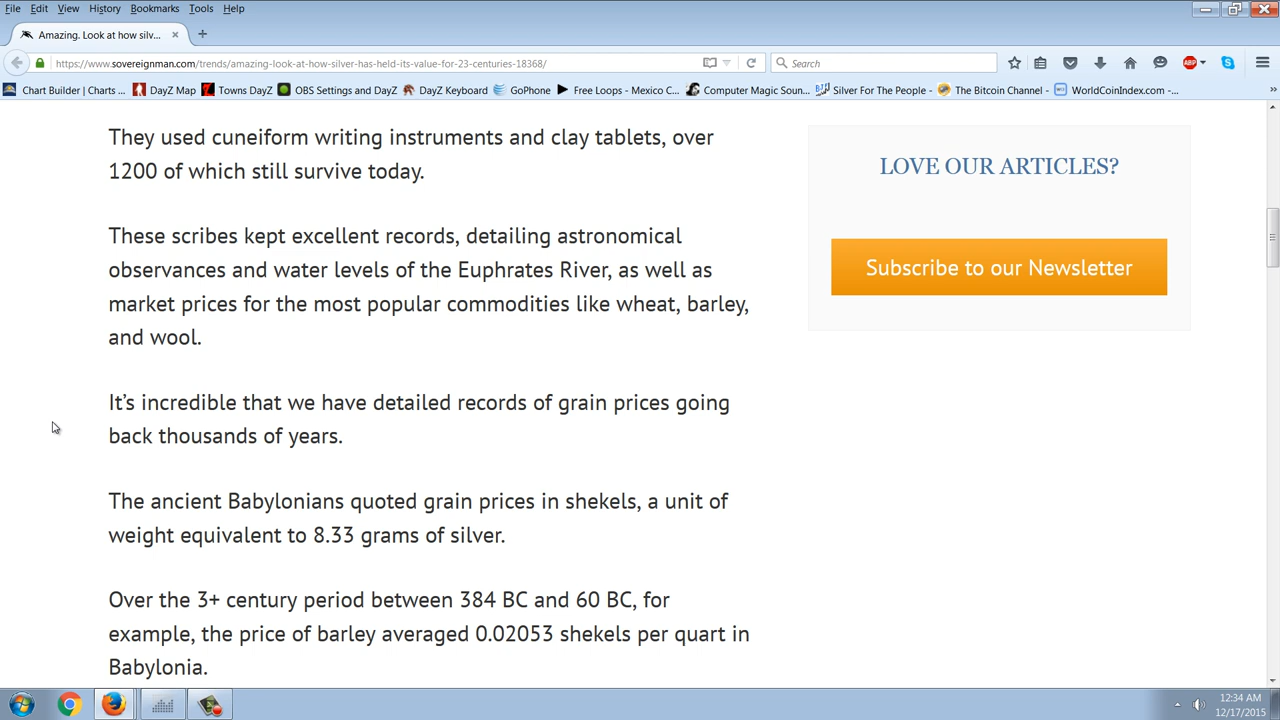 File Edit View History Bookmarks Tools Help
Amazing. Look at how silv...
https://www.sovereignman.com/trends/amazing-look-at-how-silver-has-held-its-value-for-23-centuries-18368/
Search
ABP
Chart Builder | Charts ... DayZ Map Towns DayZ OBS Settings and DayZ DayZ Keyboard GoPhone Free Loops - Mexico C... Computer Magic Soun... Silver For The People - The Bitcoin Channel - WorldCoinIndex.com -...
They used cuneiform writing instruments and clay tablets, over
1200 of which still survive today.
These scribes kept excellent records, detailing astronomical
observances and water levels of the Euphrates River, as well as
market prices for the most popular commodities like wheat, barley,
and wool.
It’s incredible that we have detailed records of grain prices going
back thousands of years.
The ancient Babylonians quoted grain prices in shekels, a unit of
weight equivalent to 8.33 grams of silver.
Over the 3+ century period between 384 BC and 60 BC, for
example, the price of barley averaged 0.02053 shekels per quart in
Babylonia.
LOVE OUR ARTICLES?
Subscribe to our Newsletter
12:34 AM
12/17/2015